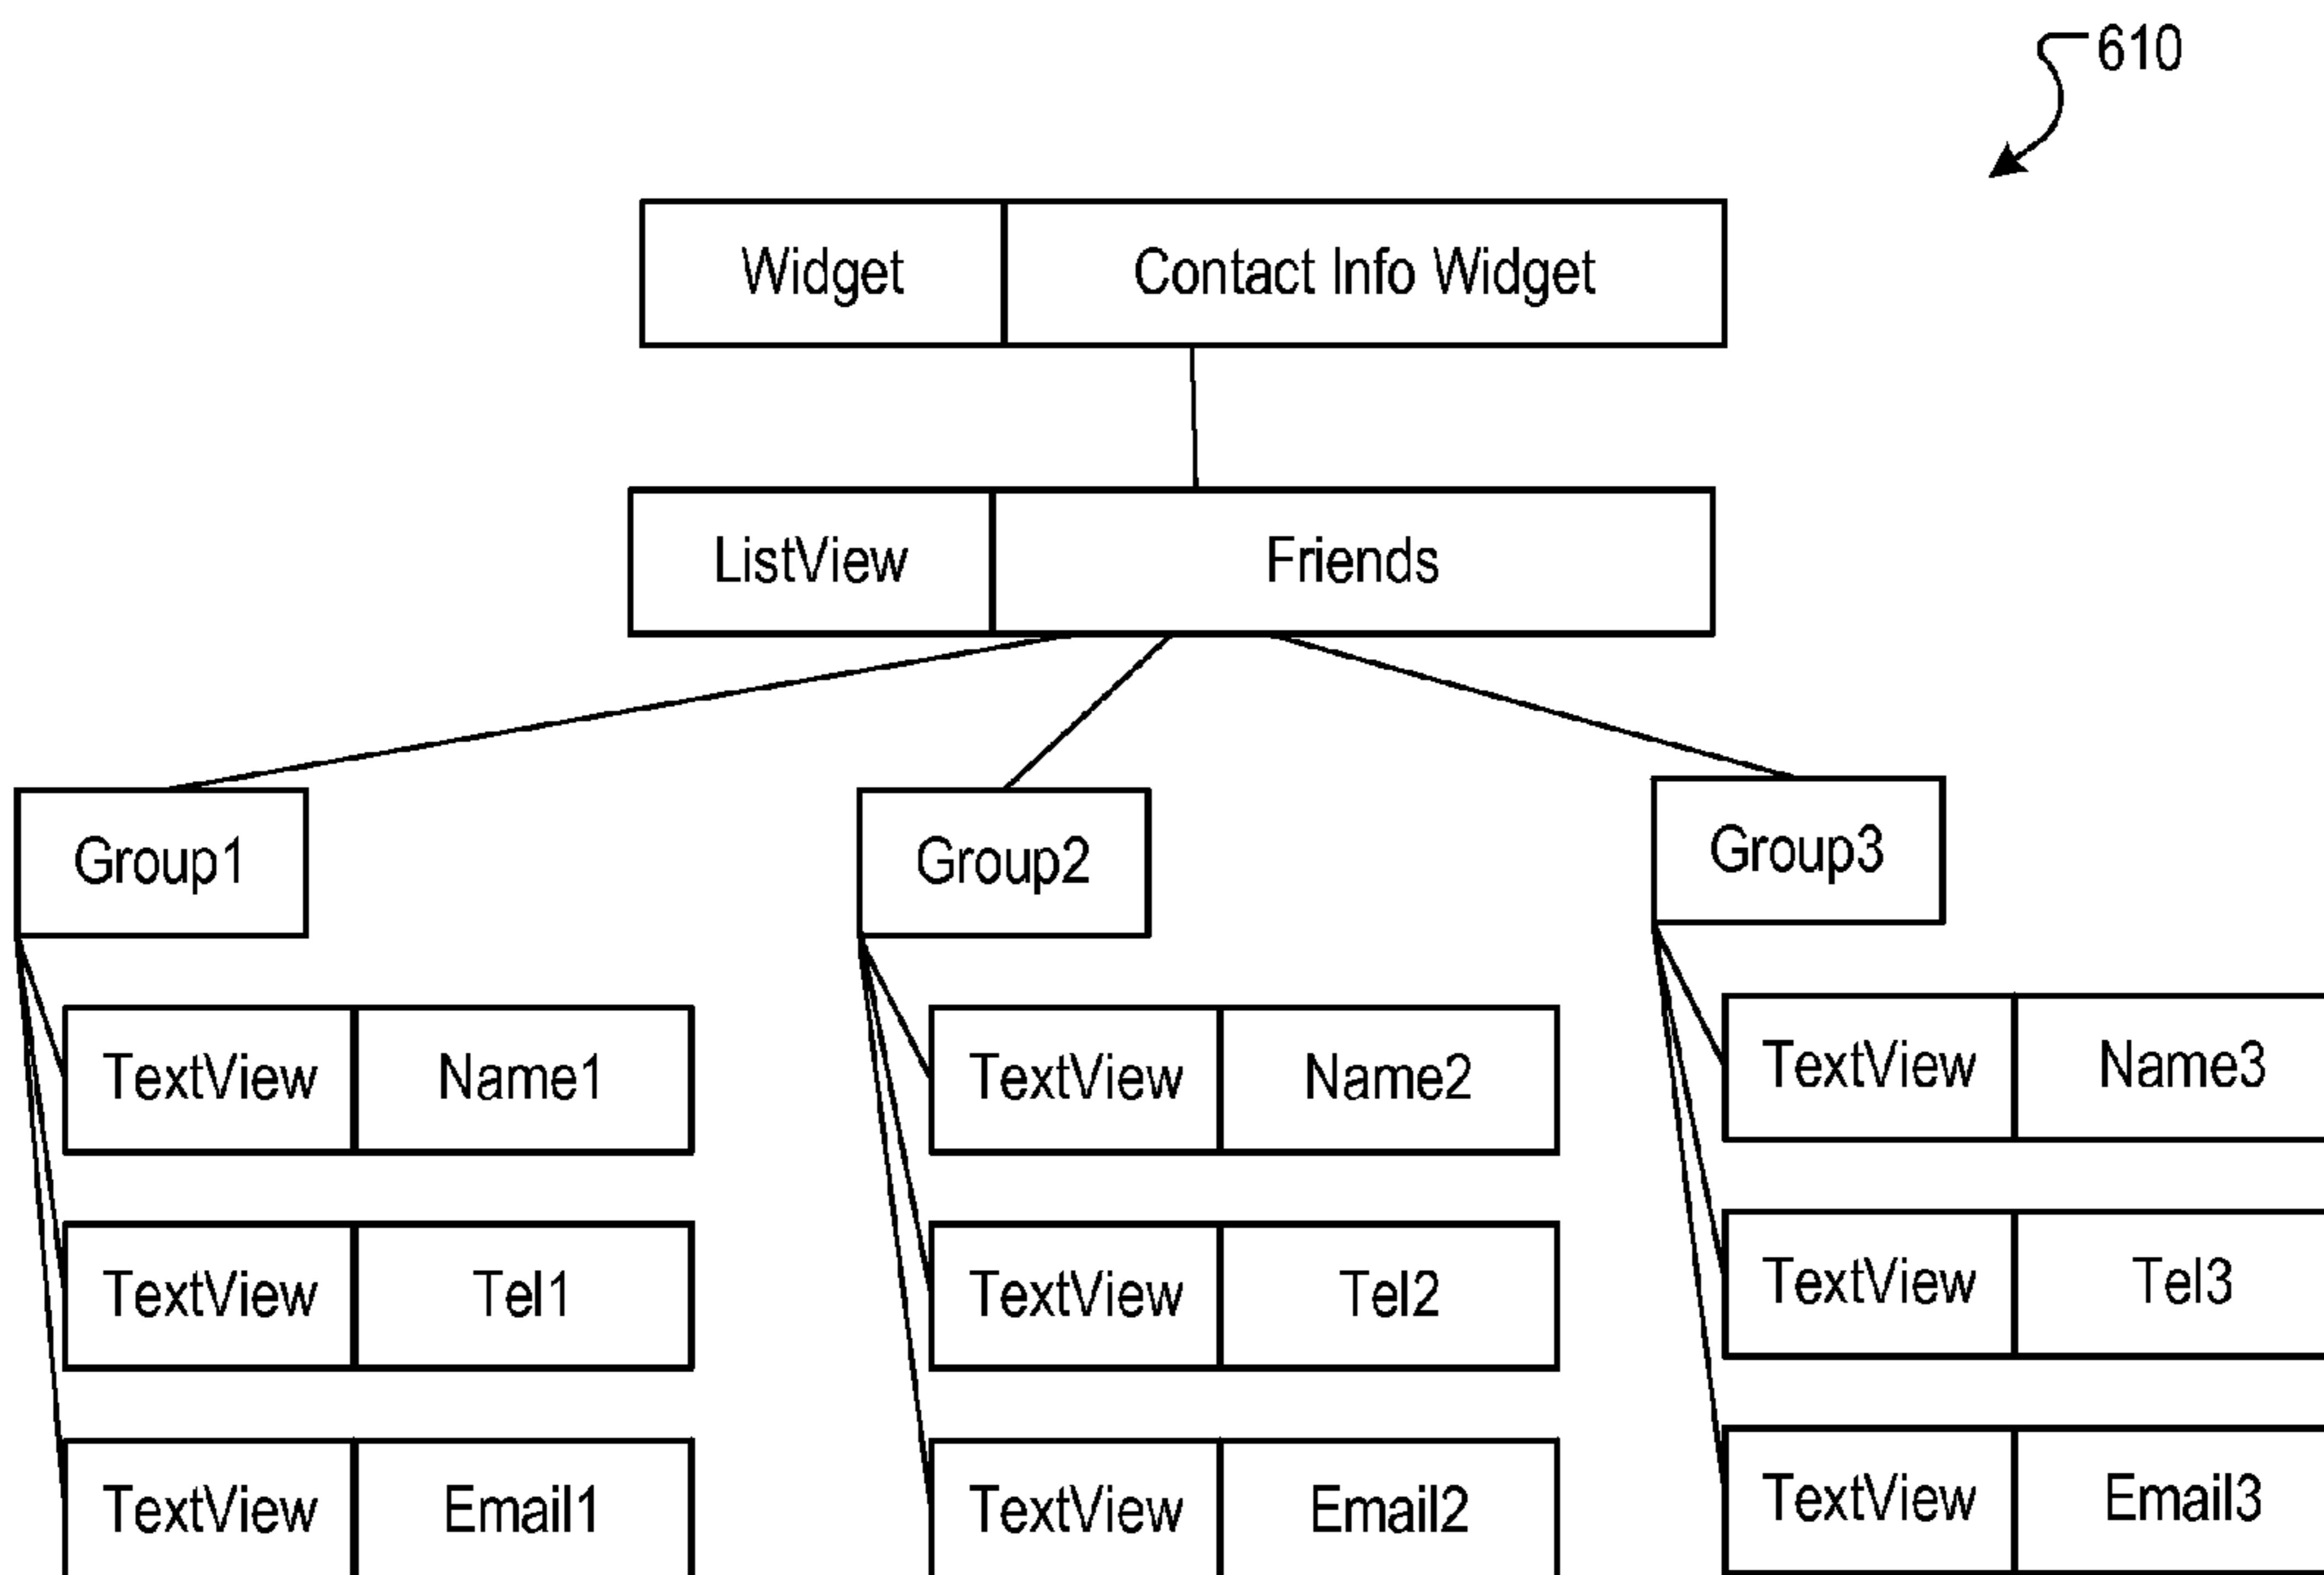 610
Widget Contact Info Widget
ListView Friends
Group1 Group2 Group3
TextView Name1 TextView Name2 TextView Name3
TextView Tel1 TextView Tel2 TextView Tel3
TextView Email1 TextView Email2 TextView Email3